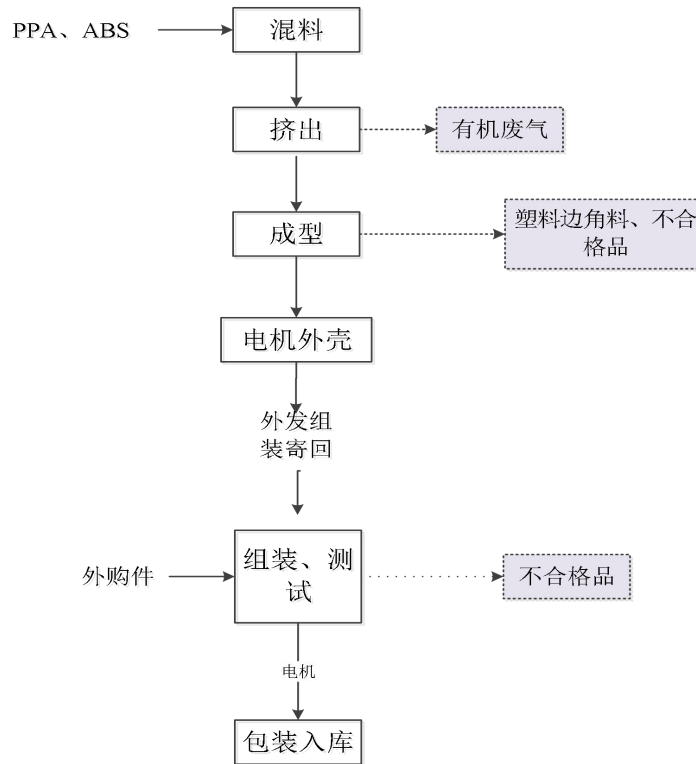 PPA、ABS
混料
挤出
有机废气
成型
塑料边角料、不合
格品
电机外壳
外发组
装寄回
外购件
组装、测
试
不合格品
电机
包装入库